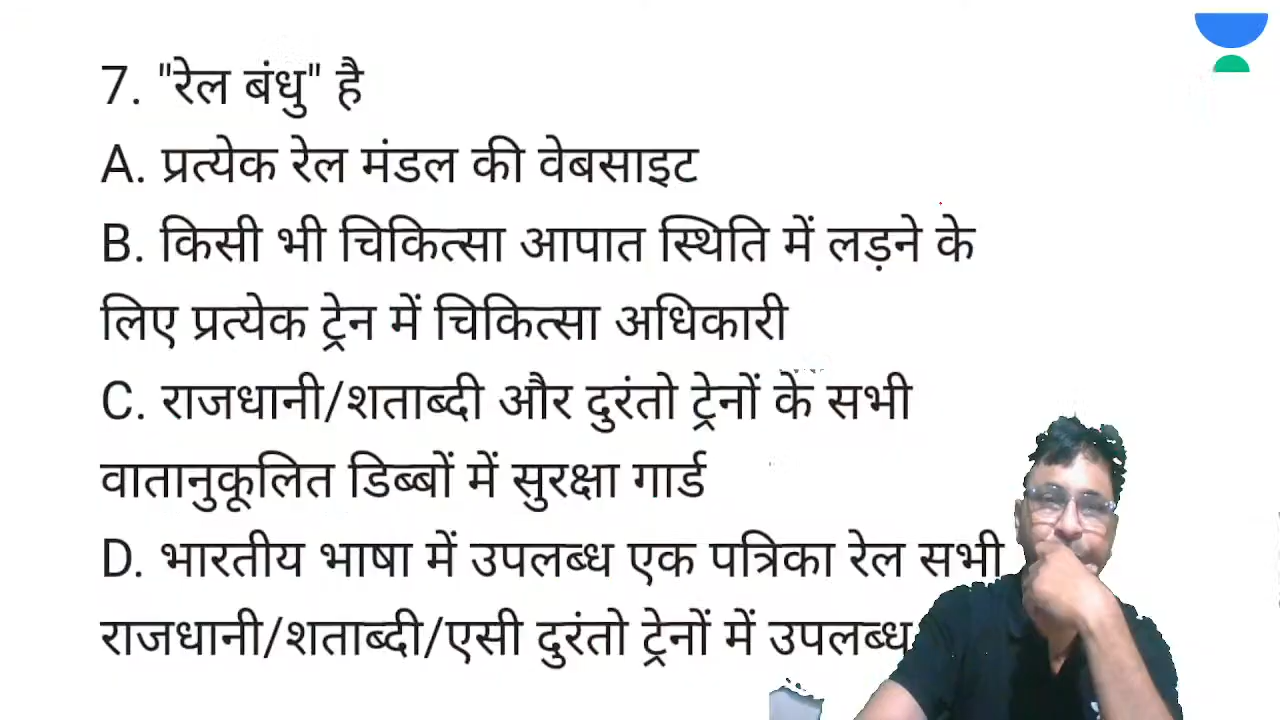 7. "रेल बंधु" है
A. प्रत्येक रेल मंडल की वेबसाइट
B. किसी भी चिकित्सा आपात स्थिति में लड़ने के
लिए प्रत्येक ट्रेन में चिकित्सा अधिकारी
C. राजधानी/शताब्दी और दुरंतो ट्रेनों के सभी
वातानुकूलित डिब्बों में सुरक्षा गार्ड
D. भारतीय भाषा में उपलब्ध एक पत्रिका रेल सभी
राजधानी/शताब्दी/एसी दुरंतो ट्रेनों में उपलब्ध